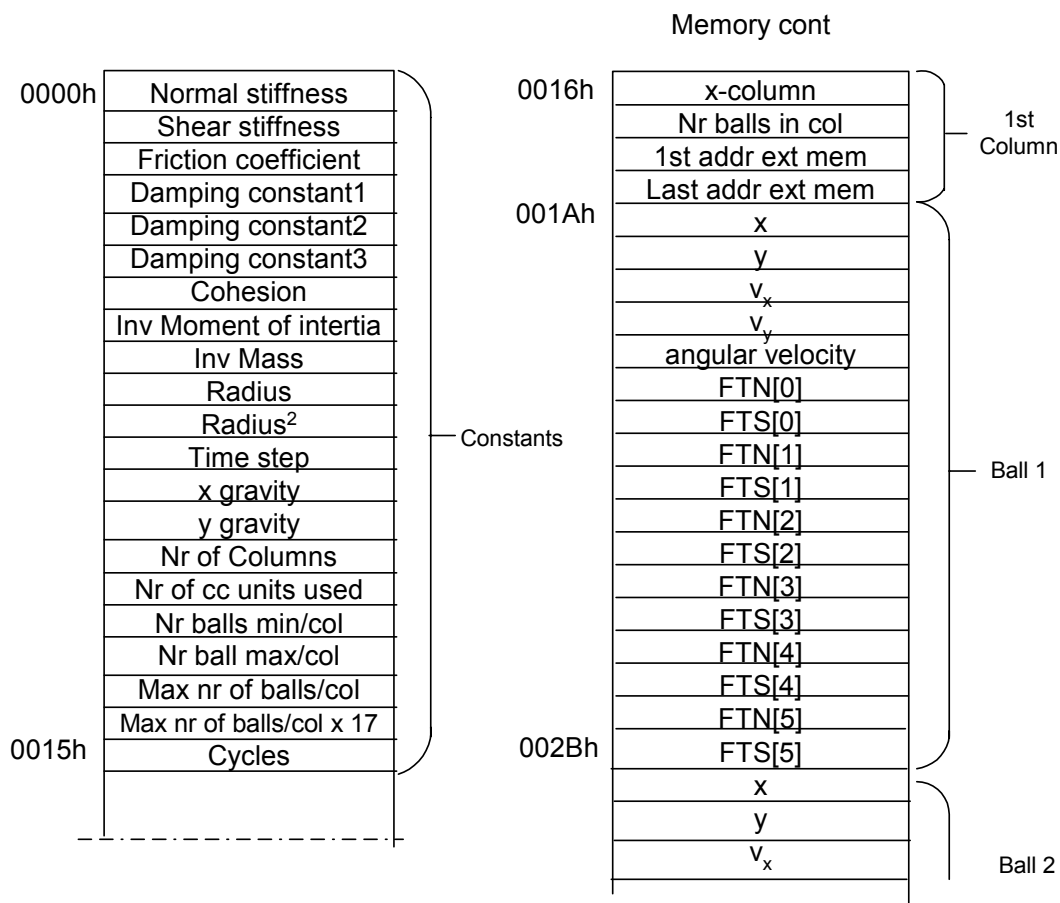 Memory cont
0000h
Normal stiffness
Shear stiffness
Friction coefficient
Damping constant1
Damping constant2
Damping constant3
Cohesion
Inv Moment of intertia
Inv Mass
Radius
Radius²
Time step
x gravity
y gravity
Nr of Columns
Nr of cc units used
Nr balls min/col
Nr ball max/col
Max nr of balls/col
Max nr of balls/col x 17
0015h
Cycles
Constants
0016h
x-column
Nr balls in col
1st addr ext mem
Last addr ext mem
1st
Column
001Ah
x
y
vₓ
v_y
angular velocity
FTN[0]
FTS[0]
FTN[1]
FTS[1]
FTN[2]
FTS[2]
FTN[3]
FTS[3]
FTN[4]
FTS[4]
FTN[5]
002Bh
FTS[5]
Ball 1
x
y
vₓ
Ball 2